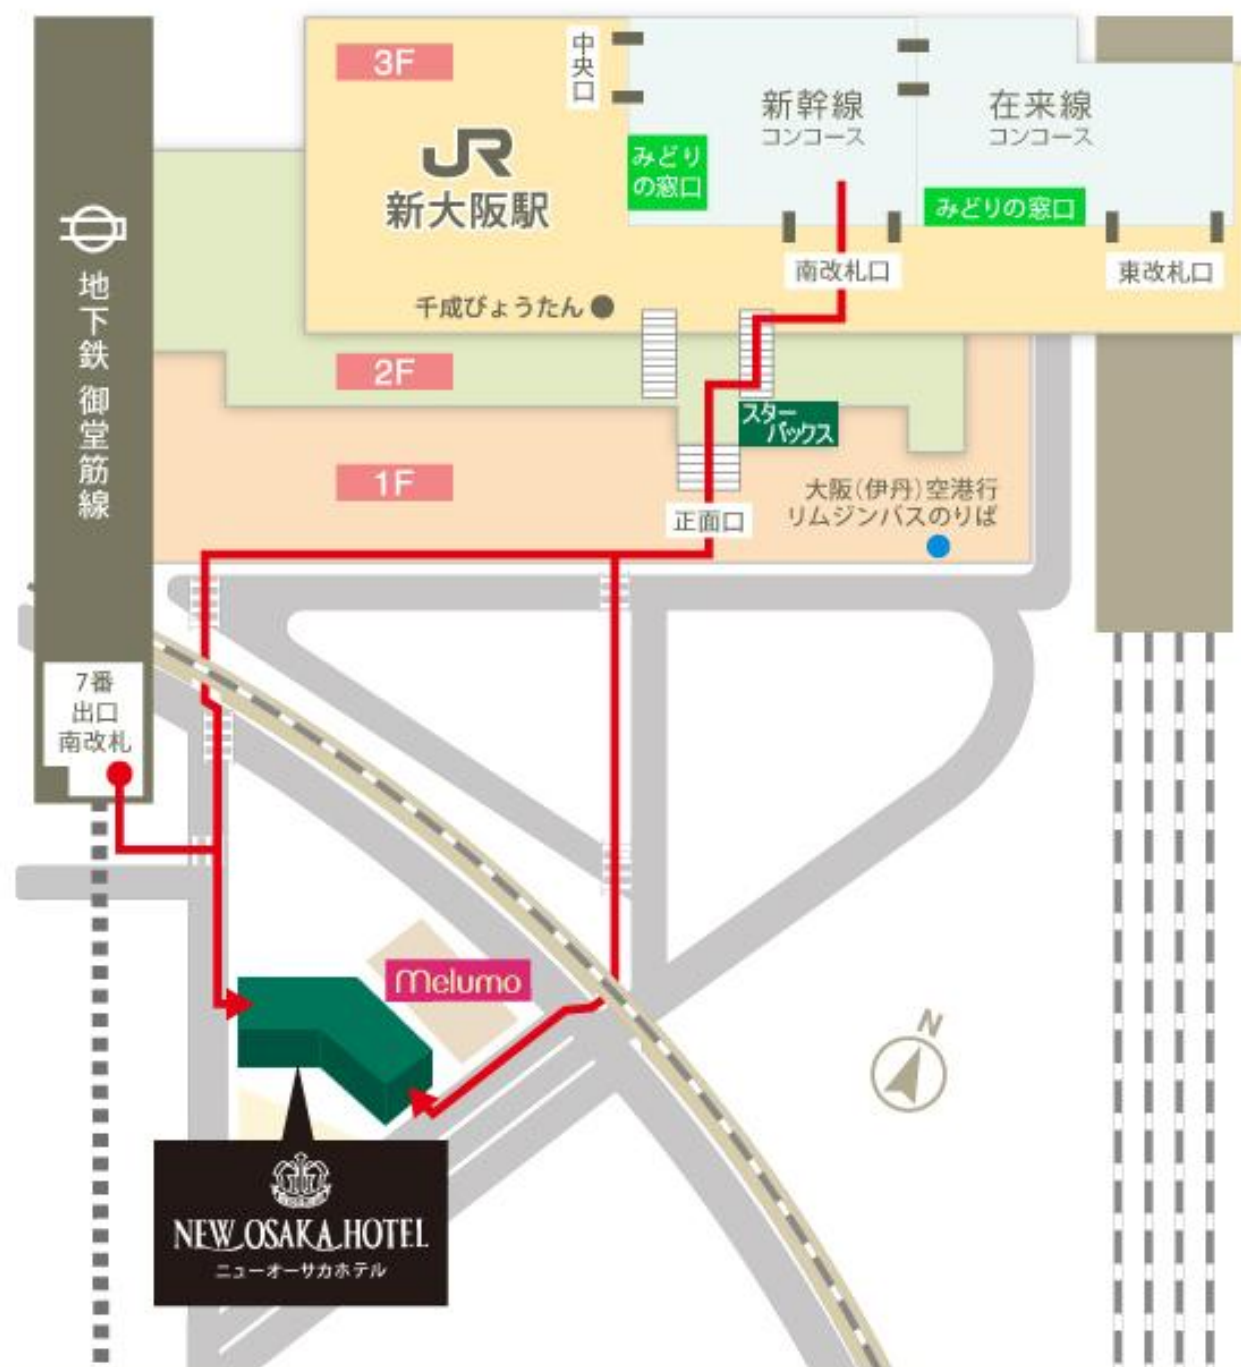 3F
中央口
新幹線
コンコース
在来線
コンコース
JR
新大阪駅
みどり
の窓口
みどりの窓口
南改札口
東改札口
千成びょうたん
地下鉄 御堂筋線
2F
スター
バックス
1F
大阪(伊丹)空港行
リムジンバスのりば
正面口
7番
出口
南改札
melumo
N
NEW OSAKA HOTEL
ニューオーサカホテル